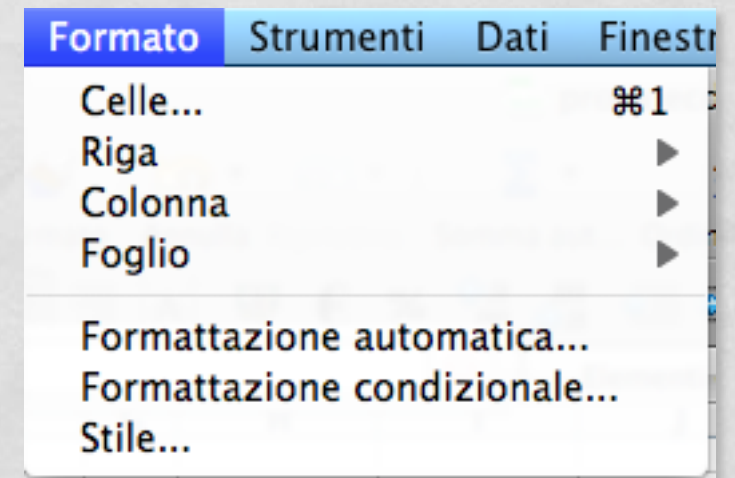 Formato Strumenti Dati
Celle... ⌘1
Riga
Colonna
Foglio
Formattazione automatica...
Formattazione condizionale...
Stile...